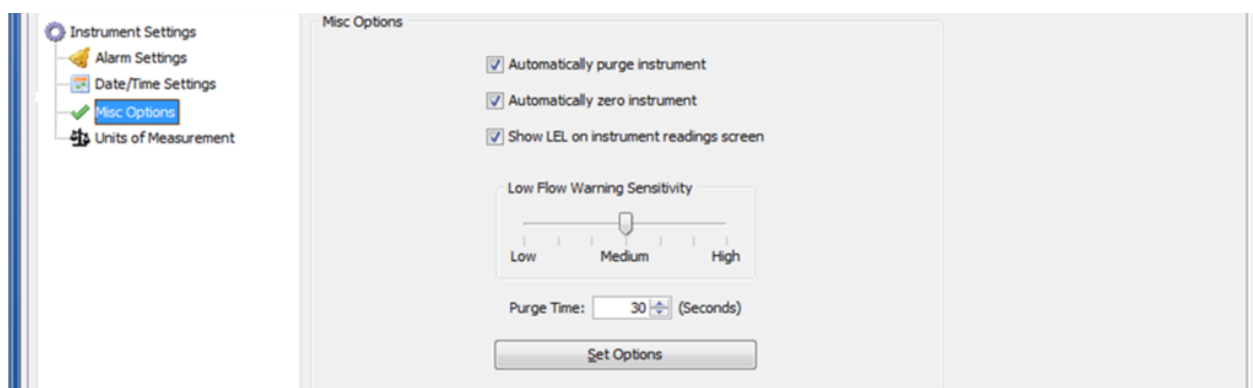 Instrument Settings
Alarm Settings
Date/Time Settings
Misc Options
Units of Measurement
Misc Options
Automatically purge instrument
Automatically zero instrument
Show LEL on instrument readings screen
Low Flow Warning Sensitivity
Low Medium High
Purge Time: 30 (Seconds)
Set Options